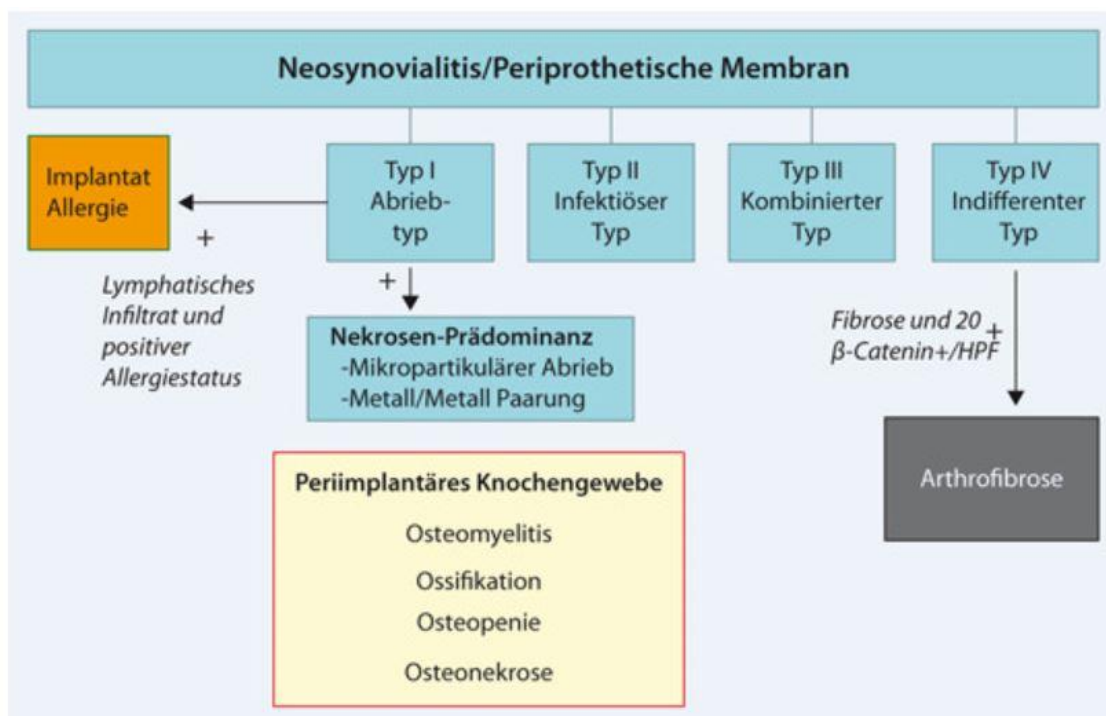 Neosynovialitis/Periprothetische Membran
Implantat
Allergie
Typ I
Abrieb-
typ
Typ II
Infektiöser
Typ
Typ III
Kombinierter
Typ
Typ IV
Indifferenter
Typ
+
Lymphatisches
Infiltrat und
positiver
Allergiestatus
+
Nekrosen-Prädominanz
-Mikropartikulärer Abrieb
-Metall/Metall Paarung
Fibrose und 20
β-Catenin+/HPF
+
Arthrofibrose
Periimplantäres Knochengewebe
Osteomyelitis
Ossifikation
Osteopenie
Osteonekrose